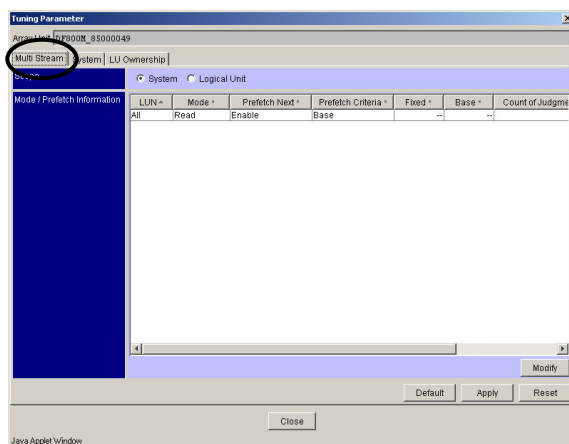 Tuning Parameter
Array Unit DF800M_85000049
Multi Stream System LU Ownership
Scope System Logical Unit
Mode / Prefetch Information LUN Mode * Prefetch Next * Prefetch Criteria * Fixed * Base * Count of Judgme
All Read Enable Base -- --
Modify
Default Apply Reset
Close
Java Applet Window